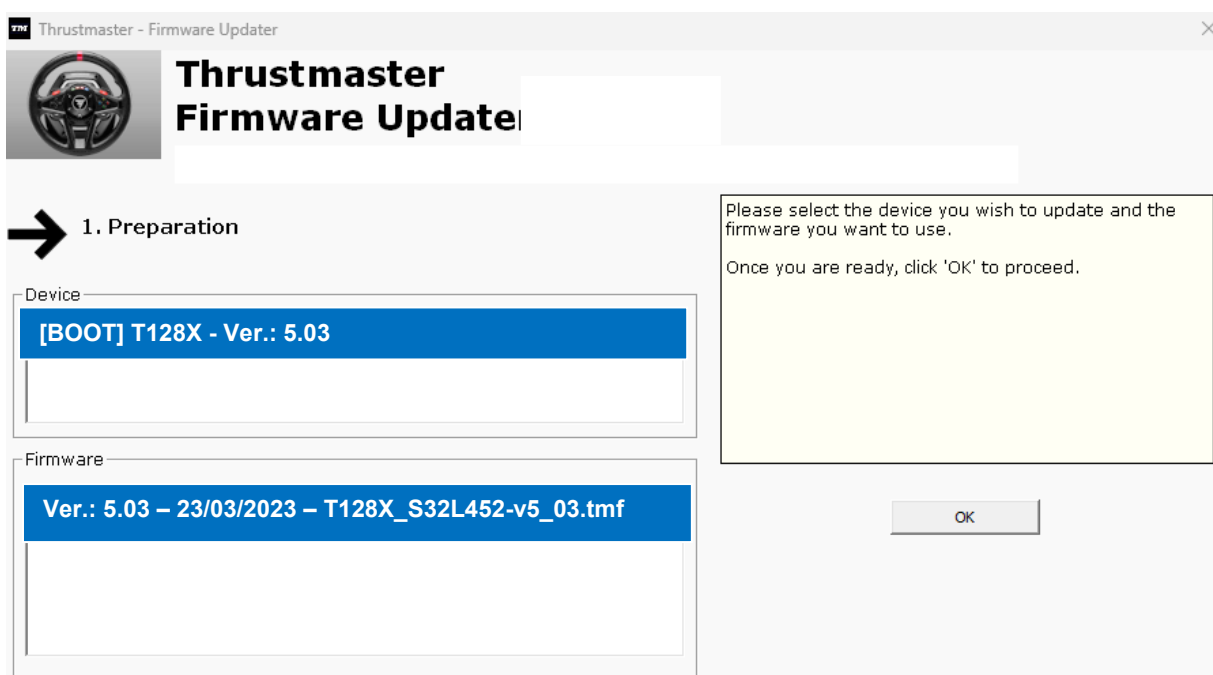 Thrustmaster - Firmware Updater
Thrustmaster
Firmware Updater
1. Preparation
Please select the device you wish to update and the
firmware you want to use.
Once you are ready, click 'OK' to proceed.
Device
[BOOT] T128X - Ver.: 5.03
Firmware
Ver.: 5.03 – 23/03/2023 – T128X_S32L452-v5_03.tmf
OK